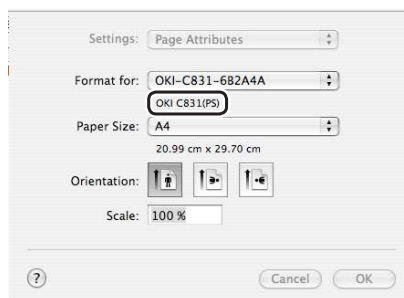 Settings: Page Attributes
Format for: OKI-C831-6B2A4A
OKI C831(PS)
Paper Size: A4
20.99 cm x 29.70 cm
Orientation:
Scale: 100 %
? Cancel OK